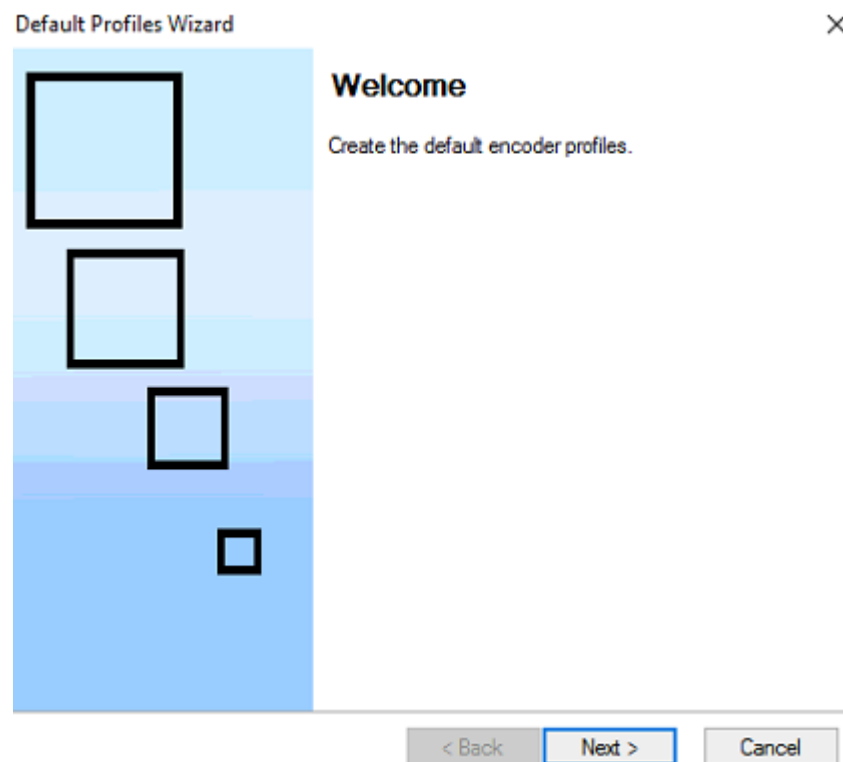 Default Profiles Wizard
Welcome
Create the default encoder profiles.
< Back
Next >
Cancel